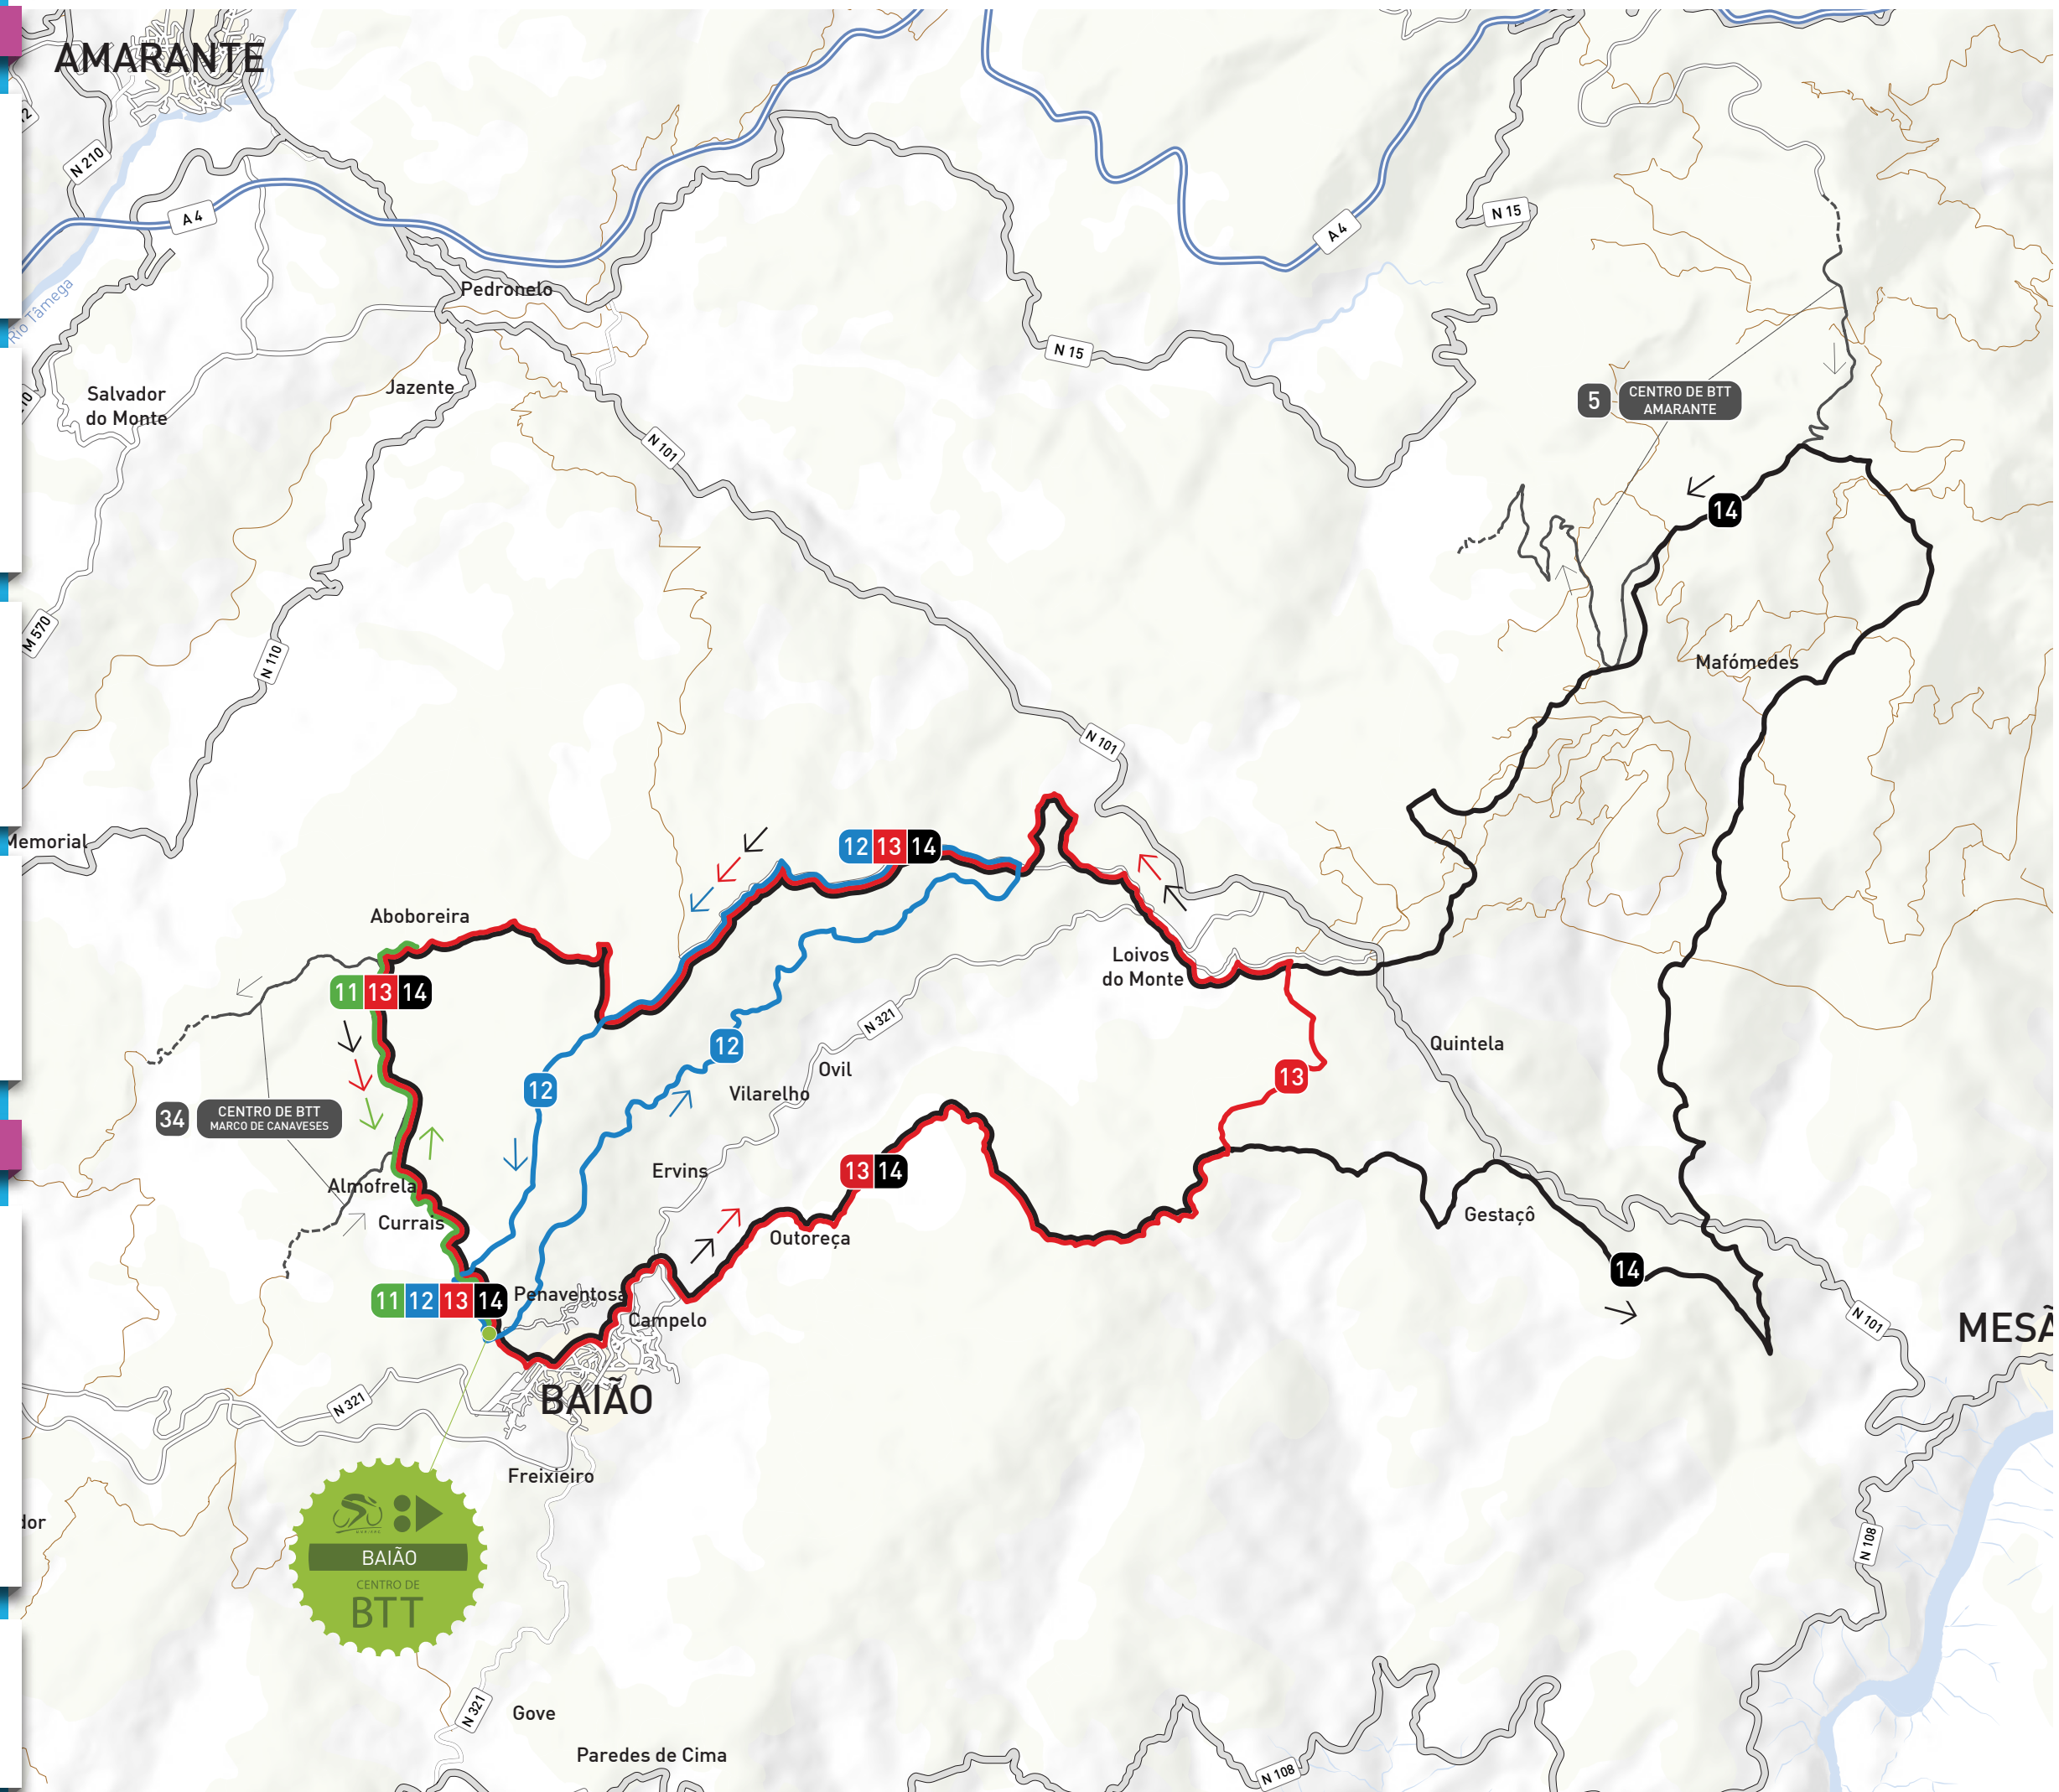 AMARANTE
N 210
A 4
N 15
A 4
Rio Tâmega
Pedronelo
N 15
Salvador
do Monte
Jazente
5
CENTRO DE BTT
AMARANTE
N 101
14
M 570
N 110
Mafómedes
N 101
Memorial
12 13 14
Aboboreira
Loivos
do Monte
11 13 14
N 321
12
Quintela
Ovil
13
12
Vilarelho
34
CENTRO DE BTT
MARCO DE CANAVESES
Ervins
13 14
Almofrela
Currais
Gestaçô
Outoreça
14
11 12 13 14
Penaventosa
Campelo
N 101
MESÃ
BAIÃO
N 321
Freixieiro
N 108
BAIÃO
CENTRO DE
BTT
N 321
Gove
Paredes de Cima
N 108